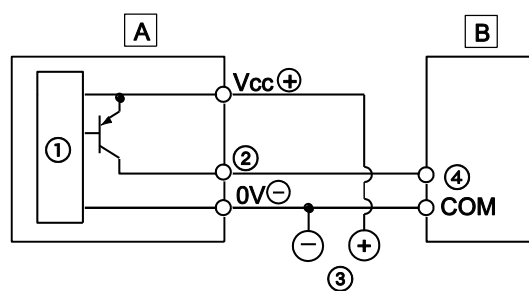 A B
Vcc⊕
① ② ④
0V⊖ COM
⊖ ⊕
③